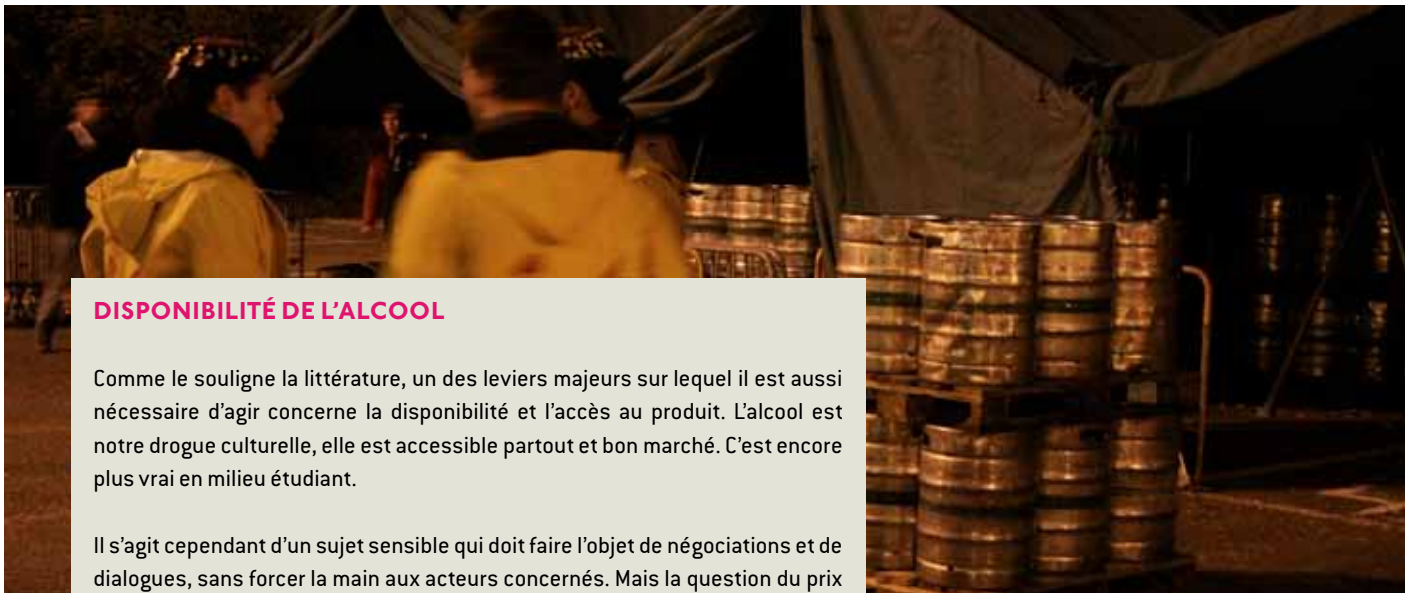 DISPONIBILITÉ DE L’ALCOOL
Comme le souligne la littérature, un des leviers majeurs sur lequel il est aussi
nécessaire d’agir concerne la disponibilité et l’accès au produit. L’alcool est
notre drogue culturelle, elle est accessible partout et bon marché. C’est encore
plus vrai en milieu étudiant.
Il s’agit cependant d’un sujet sensible qui doit faire l’objet de négociations et de
dialogues, sans forcer la main aux acteurs concernés. Mais la question du prix